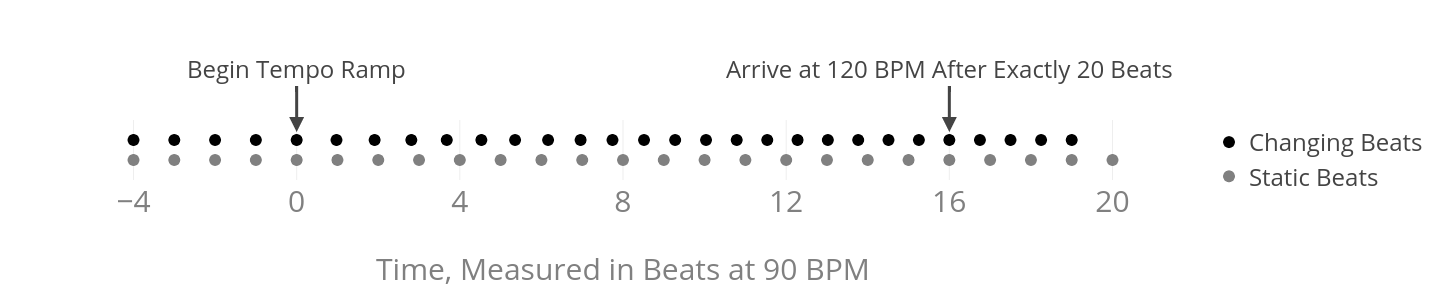 Begin Tempo Ramp
Arrive at 120 BPM After Exactly 20 Beats
Changing Beats
Static Beats
−4 0 4 8 12 16 20
Time, Measured in Beats at 90 BPM